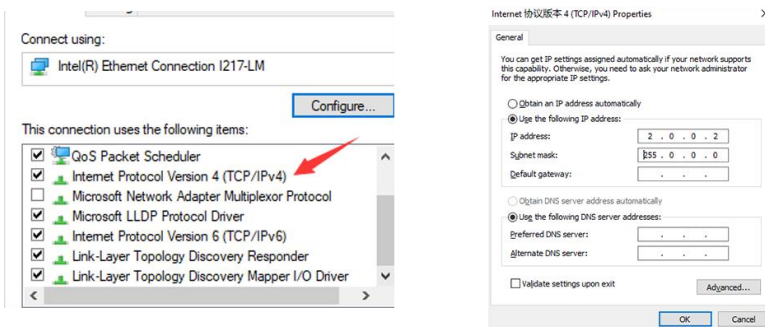 Connect using:
Intel(R) Ethernet Connection I217-LM
Configure...
This connection uses the following items:
QoS Packet Scheduler
Internet Protocol Version 4 (TCP/IPv4)
Microsoft Network Adapter Multiplexor Protocol
Microsoft LLDP Protocol Driver
Internet Protocol Version 6 (TCP/IPv6)
Link-Layer Topology Discovery Responder
Link-Layer Topology Discovery Mapper I/O Driver
Internet 协议版本 4 (TCP/IPv4) Properties
General
You can get IP settings assigned automatically if your network supports
this capability. Otherwise, you need to ask your network administrator
for the appropriate IP settings.
Obtain an IP address automatically
Use the following IP address:
IP address: 2 . 0 . 0 . 2
Subnet mask: 255 . 0 . 0 . 0
Default gateway: . . .
Obtain DNS server address automatically
Use the following DNS server addresses:
Preferred DNS server: . . .
Alternate DNS server: . . .
Validate settings upon exit
Advanced...
OK Cancel